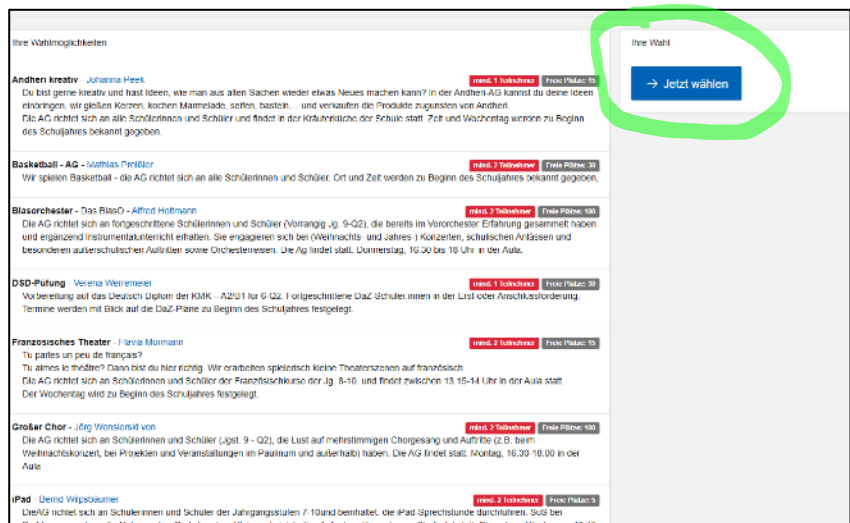 Ihre Wahlmöglichkeiten
Ihre Wahl
→ Jetzt wählen
Andheri kreativ - Johanna Peek
mind. 1 Teilnehmer Freie Plätze: 15
Du bist gerne kreativ und hast Ideen, wie man aus alten Sachen wieder etwas Neues machen kann? In der Andheri-AG kannst du deine Ideen
einbringen, wir gießen Kerzen, kochen Marmelade, seifen, basteln,... und verkaufen die Produkte zugunsten von Andheri.
Die AG richtet sich an alle Schülerinnen und Schüler und findet in der Kräuterküche der Schule statt. Zeit und Wochentag werden zu Beginn
des Schuljahres bekannt gegeben.
Basketball - AG - Mathias Preißler
mind. 2 Teilnehmer Freie Plätze: 30
Wir spielen Basketball - die AG richtet sich an alle Schülerinnen und Schüler, Ort und Zeit werden zu Beginn des Schuljahres bekannt gegeben,
Blasorchester - Das BlasO - Alfred Holtmann
mind. 2 Teilnehmer Freie Plätze: 100
Die AG richtet sich an fortgeschrittene Schülerinnen und Schüler (Vorrangig Jg. 9-Q2), die bereits im Vororchester Erfahrung gesammelt haben
und ergänzend Instrumentalunterricht erhalten. Sie engagieren sich bei (Weihnachts- und Jahres-) Konzerten, schulischen Anlässen und
besonderen außerschulischen Auftritten sowie Orchesterreisen. Die Ag findet statt: Donnerstag, 16.30 bis 18 Uhr in der Aula.
DSD-Püfung - Verena Werremeier
mind. 2 Teilnehmer Freie Plätze: 30
Vorbereitung auf das Deutsch-Diplom der KMK – A2/B1 für 6-Q2. Fortgeschrittene DaZ-Schüler.innen in der Erst-oder Anschlussförderung.
Termine werden mit Blick auf die DaZ-Pläne zu Beginn des Schuljahres festgelegt.
Französisches Theater - Flavia Mormann
mind. 2 Teilnehmer Freie Plätze: 15
Tu parles un peu de français?
Tu aimes le théâtre? Dann bist du hier richtig. Wir erarbeiten spielerisch kleine Theaterszenen auf französisch
Die AG richtet sich an Schülerinnen und Schüler der Französischkurse der Jg. 8-10. und findet zwischen 13.15-14 Uhr in der Aula statt.
Der Wochentag wird zu Beginn des Schuljahres festgelegt.
Großer Chor - Jörg Wensierski von
mind. 2 Teilnehmer Freie Plätze: 100
Die AG richtet sich an Schülerinnen und Schüler (Jgst. 9 - Q2), die Lust auf mehrstimmigen Chorgesang und Auftritte (z.B. beim
Weihnachtskonzert, bei Projekten und Veranstaltungen im Paulinum und außerhalb) haben. Die AG findet statt: Montag, 16:30-18.00 in der
Aula
iPad - Bernd Wilpsbäumer
mind. 2 Teilnehmer Freie Plätze: 5
DieAG richtet sich an Schülerinnen und Schüler der Jahrgangsstufen 7-10und beinhaltet, die iPad-Sprechstunde durchführen. SuS bei